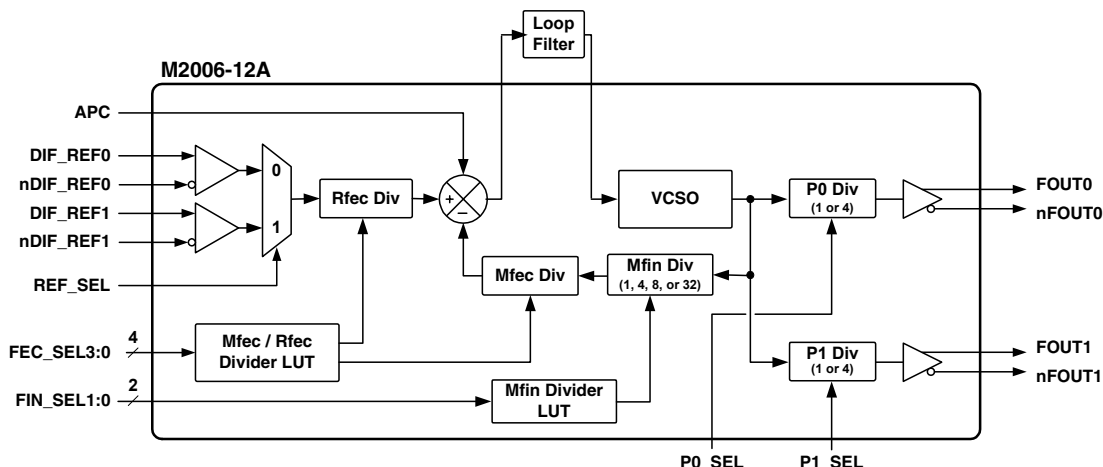 Loop
Filter
M2006-12A
APC
DIF_REF0
nDIF_REF0
DIF_REF1
nDIF_REF1
REF_SEL
0
1
Rfec Div
+
−
VCSO
P0 Div
(1 or 4)
FOUT0
nFOUT0
Mfec Div
Mfin Div
(1, 4, 8, or 32)
FEC_SEL3:0
4
Mfec / Rfec
Divider LUT
P1 Div
(1 or 4)
FOUT1
nFOUT1
FIN_SEL1:0
2
Mfin Divider
LUT
P0_SEL
P1_SEL